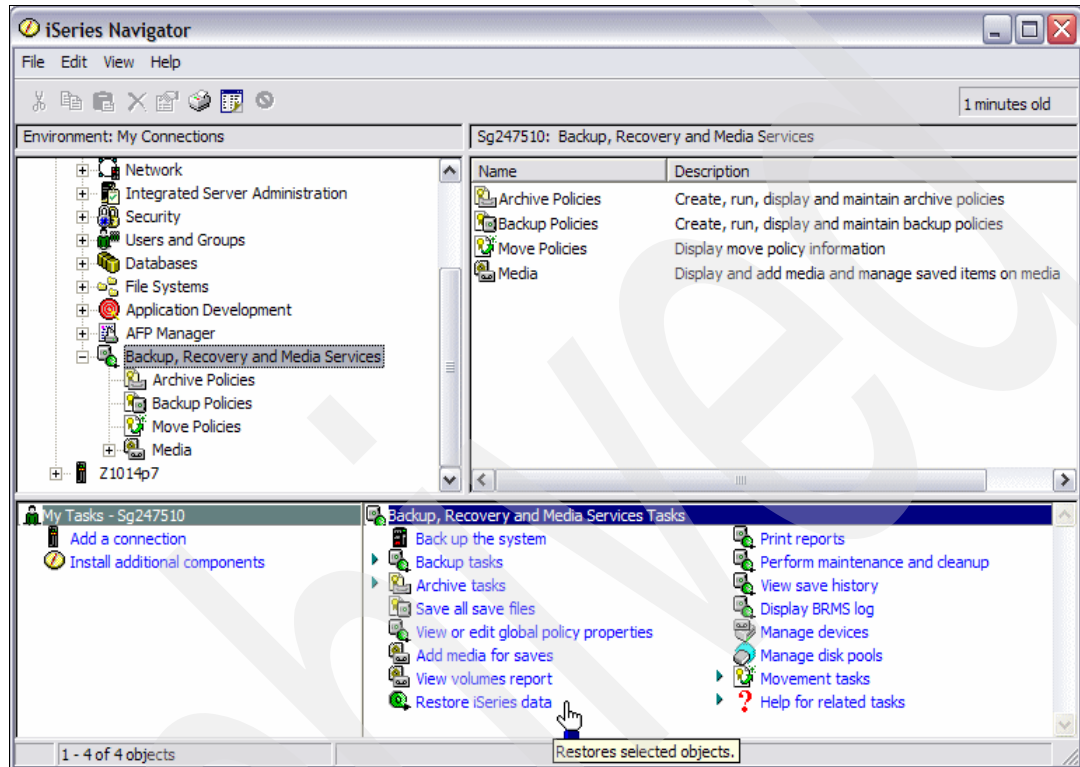 iSeries Navigator
File Edit View Help
1 minutes old
Environment: My Connections
Sg247510: Backup, Recovery and Media Services
Network
Integrated Server Administration
Security
Users and Groups
Databases
File Systems
Application Development
AFP Manager
Backup, Recovery and Media Services
Archive Policies
Backup Policies
Move Policies
Media
Z1014p7
Name Description
Archive Policies Create, run, display and maintain archive policies
Backup Policies Create, run, display and maintain backup policies
Move Policies Display move policy information
Media Display and add media and manage saved items on media
My Tasks - Sg247510
Add a connection
Install additional components
Backup, Recovery and Media Services Tasks
Back up the system
Backup tasks
Archive tasks
Save all save files
View or edit global policy properties
Add media for saves
View volumes report
Restore iSeries data
Print reports
Perform maintenance and cleanup
View save history
Display BRMS log
Manage devices
Manage disk pools
Movement tasks
Help for related tasks
Restores selected objects.
1 - 4 of 4 objects